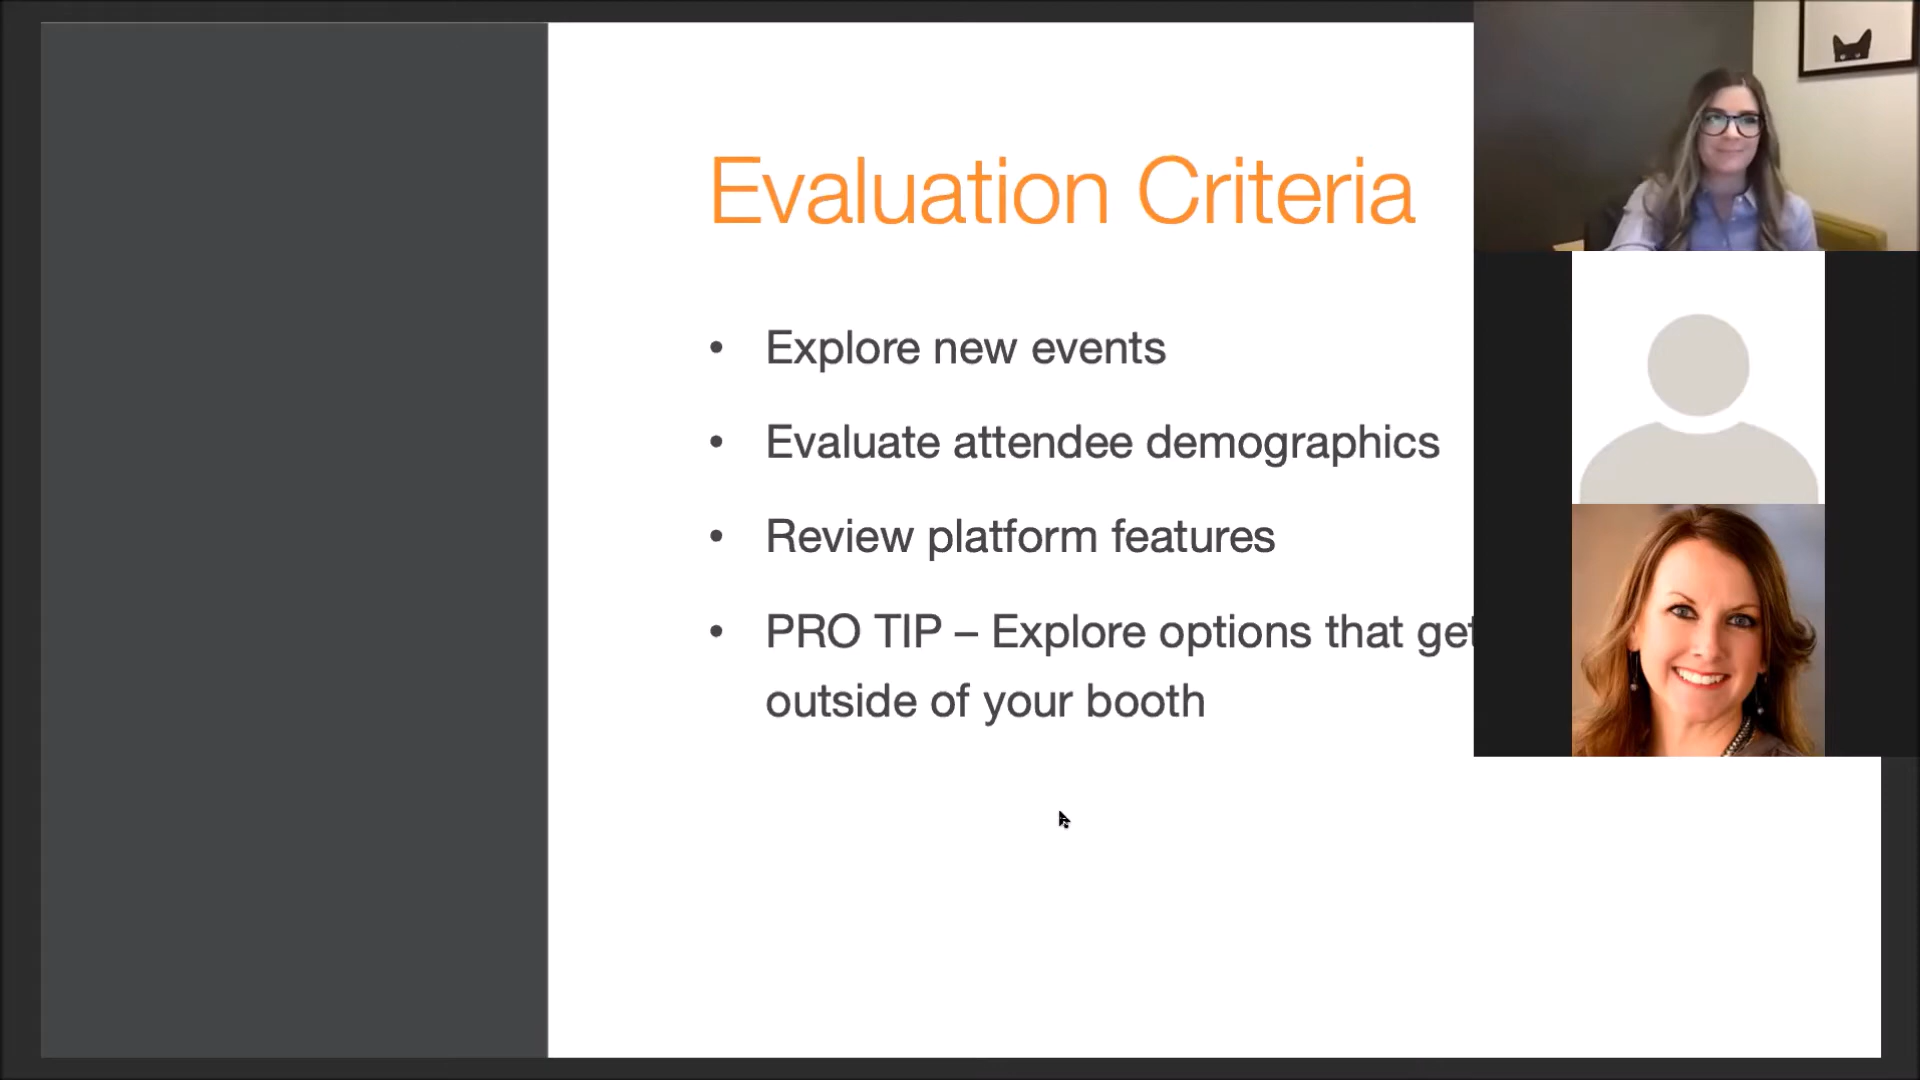 Evaluation Criteria
• Explore new events
• Evaluate attendee demographics
• Review platform features
• PRO TIP – Explore options that get
outside of your booth